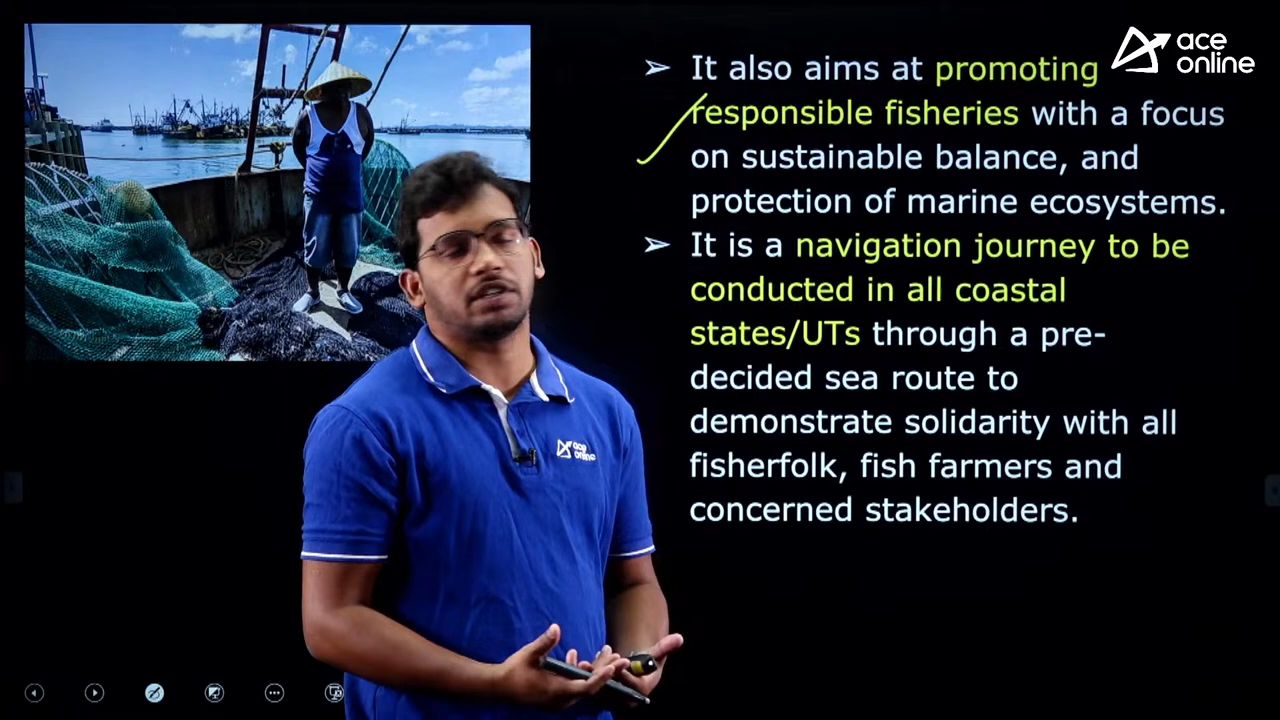 ace
online
➢ It also aims at promoting
responsible fisheries with a focus
on sustainable balance, and
protection of marine ecosystems.
➢ It is a navigation journey to be
conducted in all coastal
states/UTs through a pre-
decided sea route to
demonstrate solidarity with all
fisherfolk, fish farmers and
concerned stakeholders.
ace
online